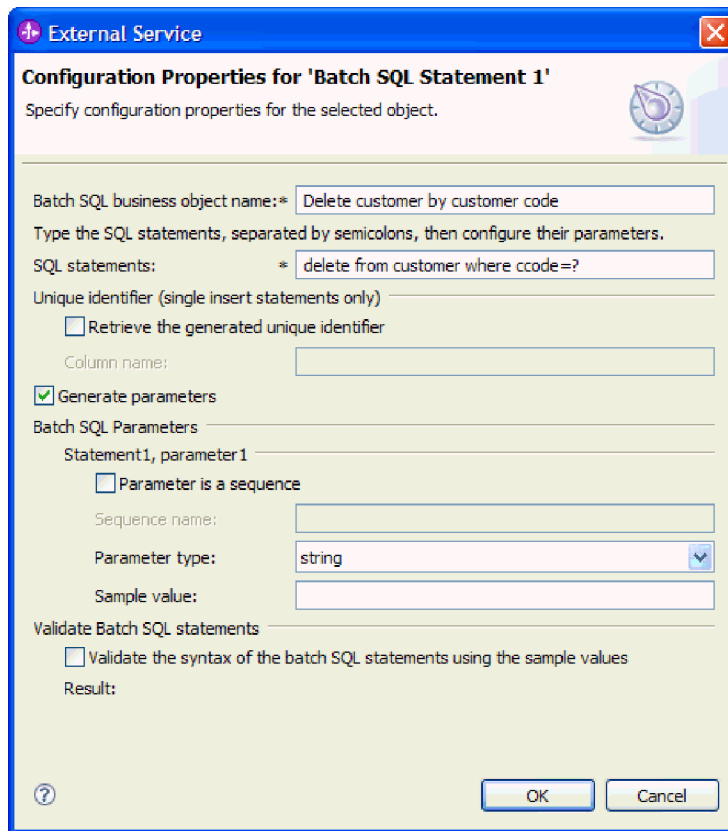 External Service
Configuration Properties for 'Batch SQL Statement 1'
Specify configuration properties for the selected object.
Batch SQL business object name:* Delete customer by customer code
Type the SQL statements, separated by semicolons, then configure their parameters.
SQL statements: * delete from customer where ccode=?
Unique identifier (single insert statements only)
Retrieve the generated unique identifier
Column name:
Generate parameters
Batch SQL Parameters
Statement1, parameter1
Parameter is a sequence
Sequence name:
Parameter type: string
Sample value:
Validate Batch SQL statements
Validate the syntax of the batch SQL statements using the sample values
Result:
? OK Cancel